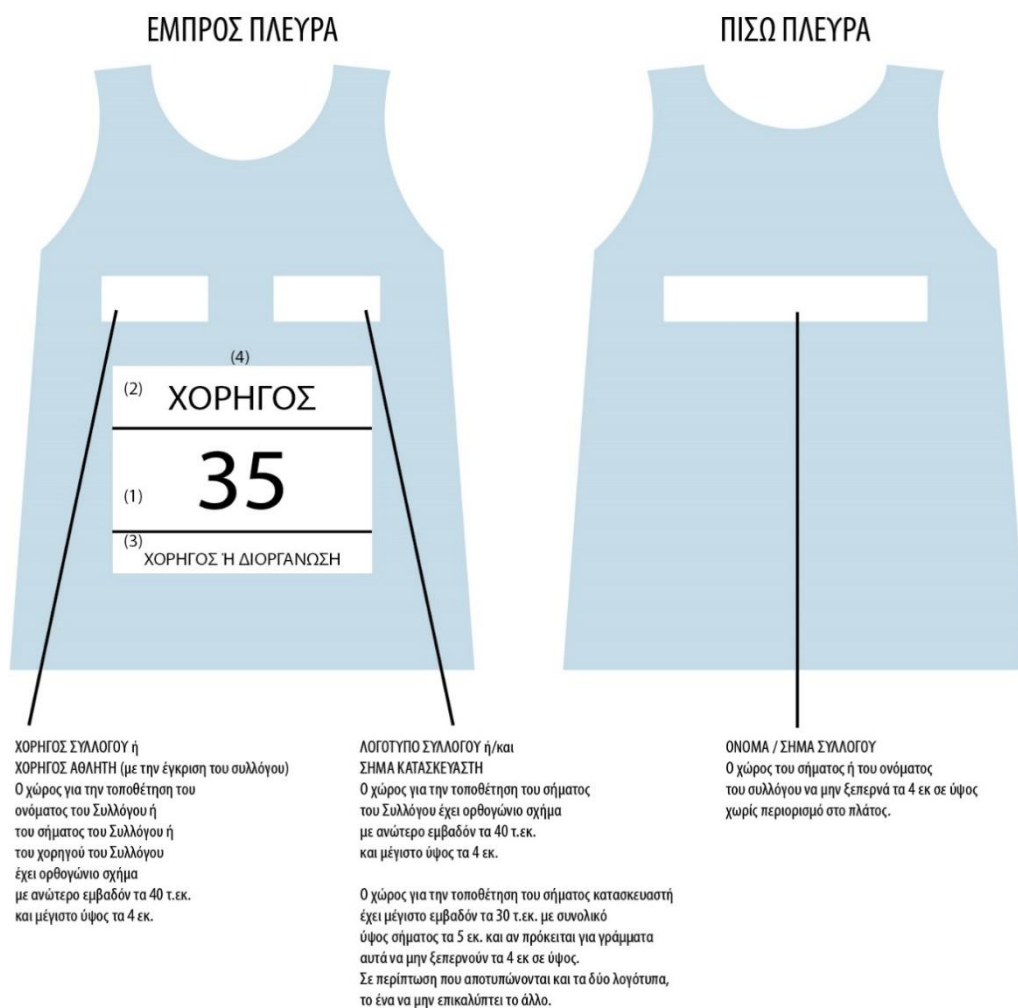 ΕΜΠΡΟΣ ΠΛΕΥΡΑ
ΠΙΣΩ ΠΛΕΥΡΑ
(4)
(2)
ΧΟΡΗΓΟΣ
35
(1)
(3)
ΧΟΡΗΓΟΣ Ή ΔΙΟΡΓΑΝΩΣΗ
ΧΟΡΗΓΟΣ ΣΥΛΛΟΓΟΥ ή
ΧΟΡΗΓΟΣ ΑΘΛΗΤΗ (με την έγκριση του συλλόγου)
Ο χώρος για την τοποθέτηση του
ονόματος του Συλλόγου ή
του σήματος του Συλλόγου ή
του χορηγού του Συλλόγου
έχει ορθογώνιο σχήμα
με ανώτερο εμβαδόν τα 40 τ.εκ.
και μέγιστο ύψος τα 4 εκ.
ΛΟΓΟΤΥΠΟ ΣΥΛΛΟΓΟΥ ή/και
ΣΗΜΑ ΚΑΤΑΣΚΕΥΑΣΤΗ
Ο χώρος για την τοποθέτηση του σήματος
του Συλλόγου έχει ορθογώνιο σχήμα
με ανώτερο εμβαδόν τα 40 τ.εκ.
και μέγιστο ύψος τα 4 εκ.
Ο χώρος για την τοποθέτηση του σήματος κατασκευαστή
έχει μέγιστο εμβαδόν τα 30 τ.εκ. με συνολικό
ύψος σήματος τα 5 εκ. και αν πρόκειται για γράμματα
αυτά να μην ξεπερνούν τα 4 εκ σε ύψος.
Σε περίπτωση που αποτυπώνονται και τα δύο λογότυπα,
το ένα να μην επικαλύπτει το άλλο.
ΟΝΟΜΑ / ΣΗΜΑ ΣΥΛΛΟΓΟΥ
Ο χώρος του σήματος ή του ονόματος
του συλλόγου να μην ξεπερνά τα 4 εκ σε ύψος
χωρίς περιορισμό στο πλάτος.